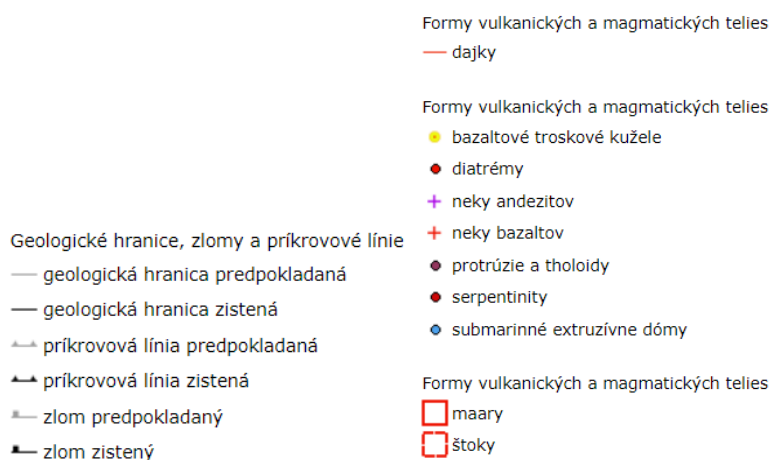 Formy vulkanických a magmatických telies
dajky
Formy vulkanických a magmatických telies
bazaltové troskové kužele
diatrémy
neky andezitov
neky bazaltov
protrúzie a tholoidy
serpentinity
submarinné extruzívne dómy
Formy vulkanických a magmatických telies
maary
štoky
Geologické hranice, zlomy a príkrovové línie
geologická hranica predpokladaná
geologická hranica zistená
príkrovová línia predpokladaná
príkrovová línia zistená
zlom predpokladaný
zlom zistený